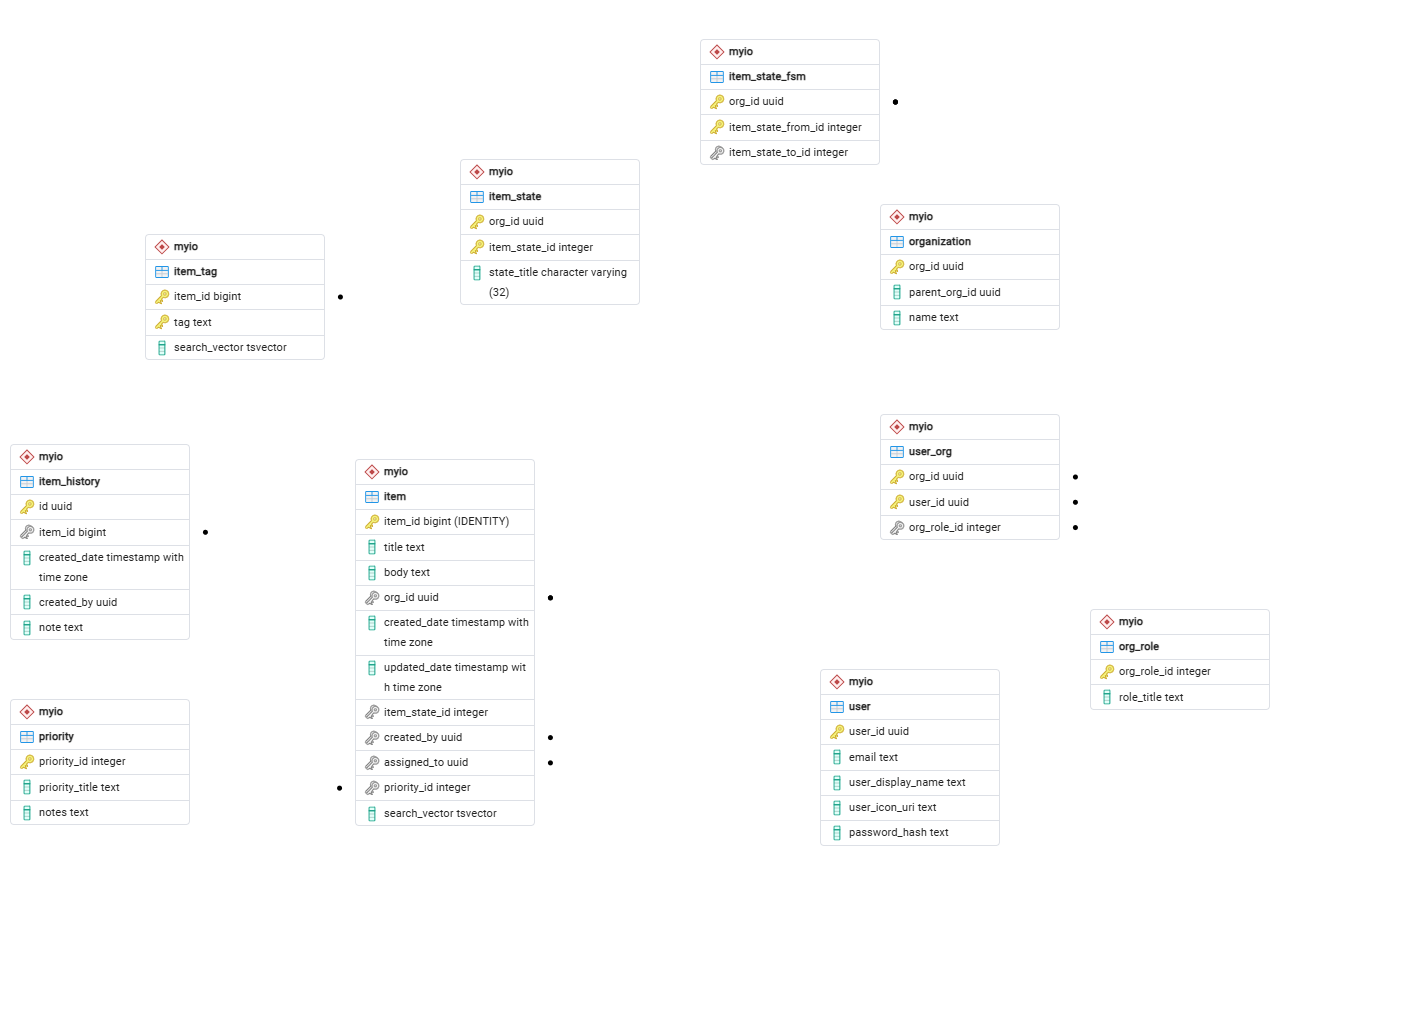 myio
item_state_fsm
org_id uuid
item_state_from_id integer
item_state_to_id integer
myio
item_state
org_id uuid
item_state_id integer
state_title character varying
(32)
myio
organization
org_id uuid
parent_org_id uuid
name text
myio
item_tag
item_id bigint
tag text
search_vector tsvector
myio
user_org
org_id uuid
user_id uuid
org_role_id integer
myio
item_history
id uuid
item_id bigint
created_date timestamp with
time zone
created_by uuid
note text
myio
item
item_id bigint (IDENTITY)
title text
body text
org_id uuid
created_date timestamp with
time zone
updated_date timestamp wit
h time zone
item_state_id integer
created_by uuid
assigned_to uuid
priority_id integer
search_vector tsvector
myio
org_role
org_role_id integer
role_title text
myio
user
user_id uuid
email text
user_display_name text
user_icon_uri text
password_hash text
myio
priority
priority_id integer
priority_title text
notes text